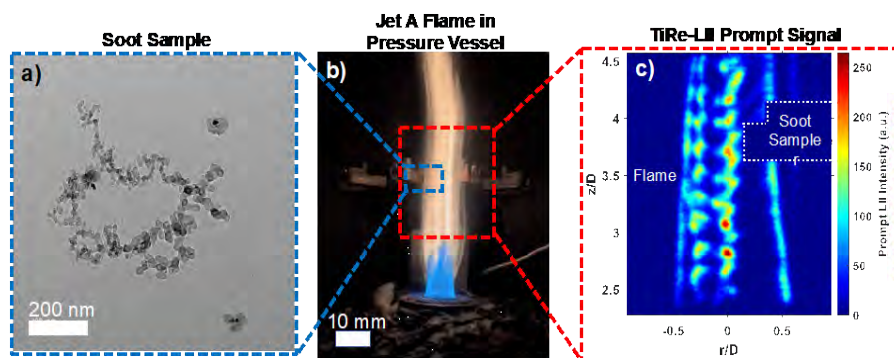 Soot Sample
Jet A Flame in
Pressure Vessel
TiRe-LII Prompt Signal
a)
200 nm
b)
10 mm
c)
4.5
4
3.5
3
2.5
z/D
Flame
Soot
Sample
r
-0.5
0
0.5
r/D
250
200
150
100
50
0
Prompt LII Intensity (a.u.)